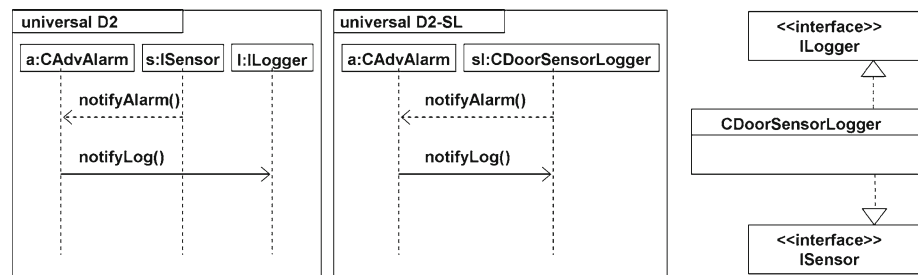 universal D2
a:CAdvAlarm
s:ISensor
l:ILogger
notifyAlarm()
notifyLog()
universal D2-SL
a:CAdvAlarm
sl:CDoorSensorLogger
notifyAlarm()
notifyLog()
<<interface>>
ILogger
CDoorSensorLogger
<<interface>>
ISensor